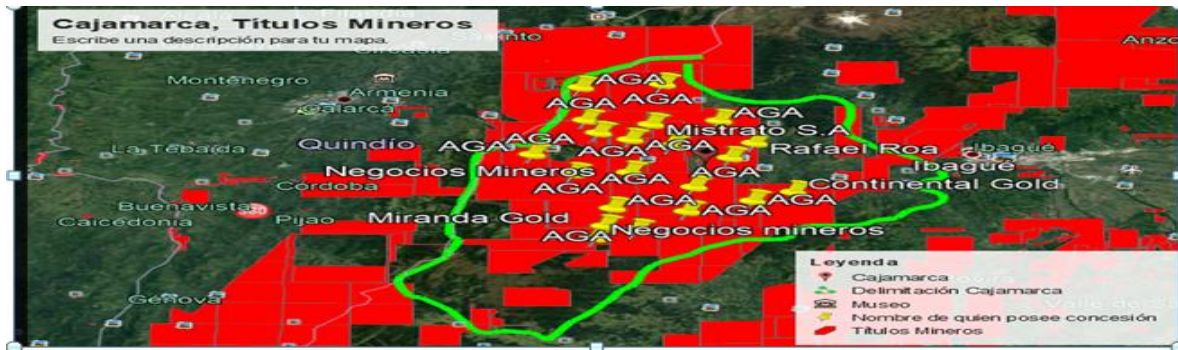 Cajamarca, Títulos Mineros
Escribe una descripción para tu mapa.
Anzo
Montenegro
Armenia
Calarca
AGA
AGA
AGA
AGA
AGA
Quindío
AGA
AGA
Mistrato S.A
La Tebaida
AGA
AGA
Rafael Roa
Ibagué
Ibague
Negocios Mineros
AGA
Córdoba
AGA
Continental Gold
Buenavista
AGA
AGA
Caicedonia
Pijao
Miranda Gold
AGA
AGA
Negocios mineros
Génova
Leyenda
Cajamarca
Delimitación Cajamarca
Museo
Nombre de quien posee concesión
Títulos Mineros